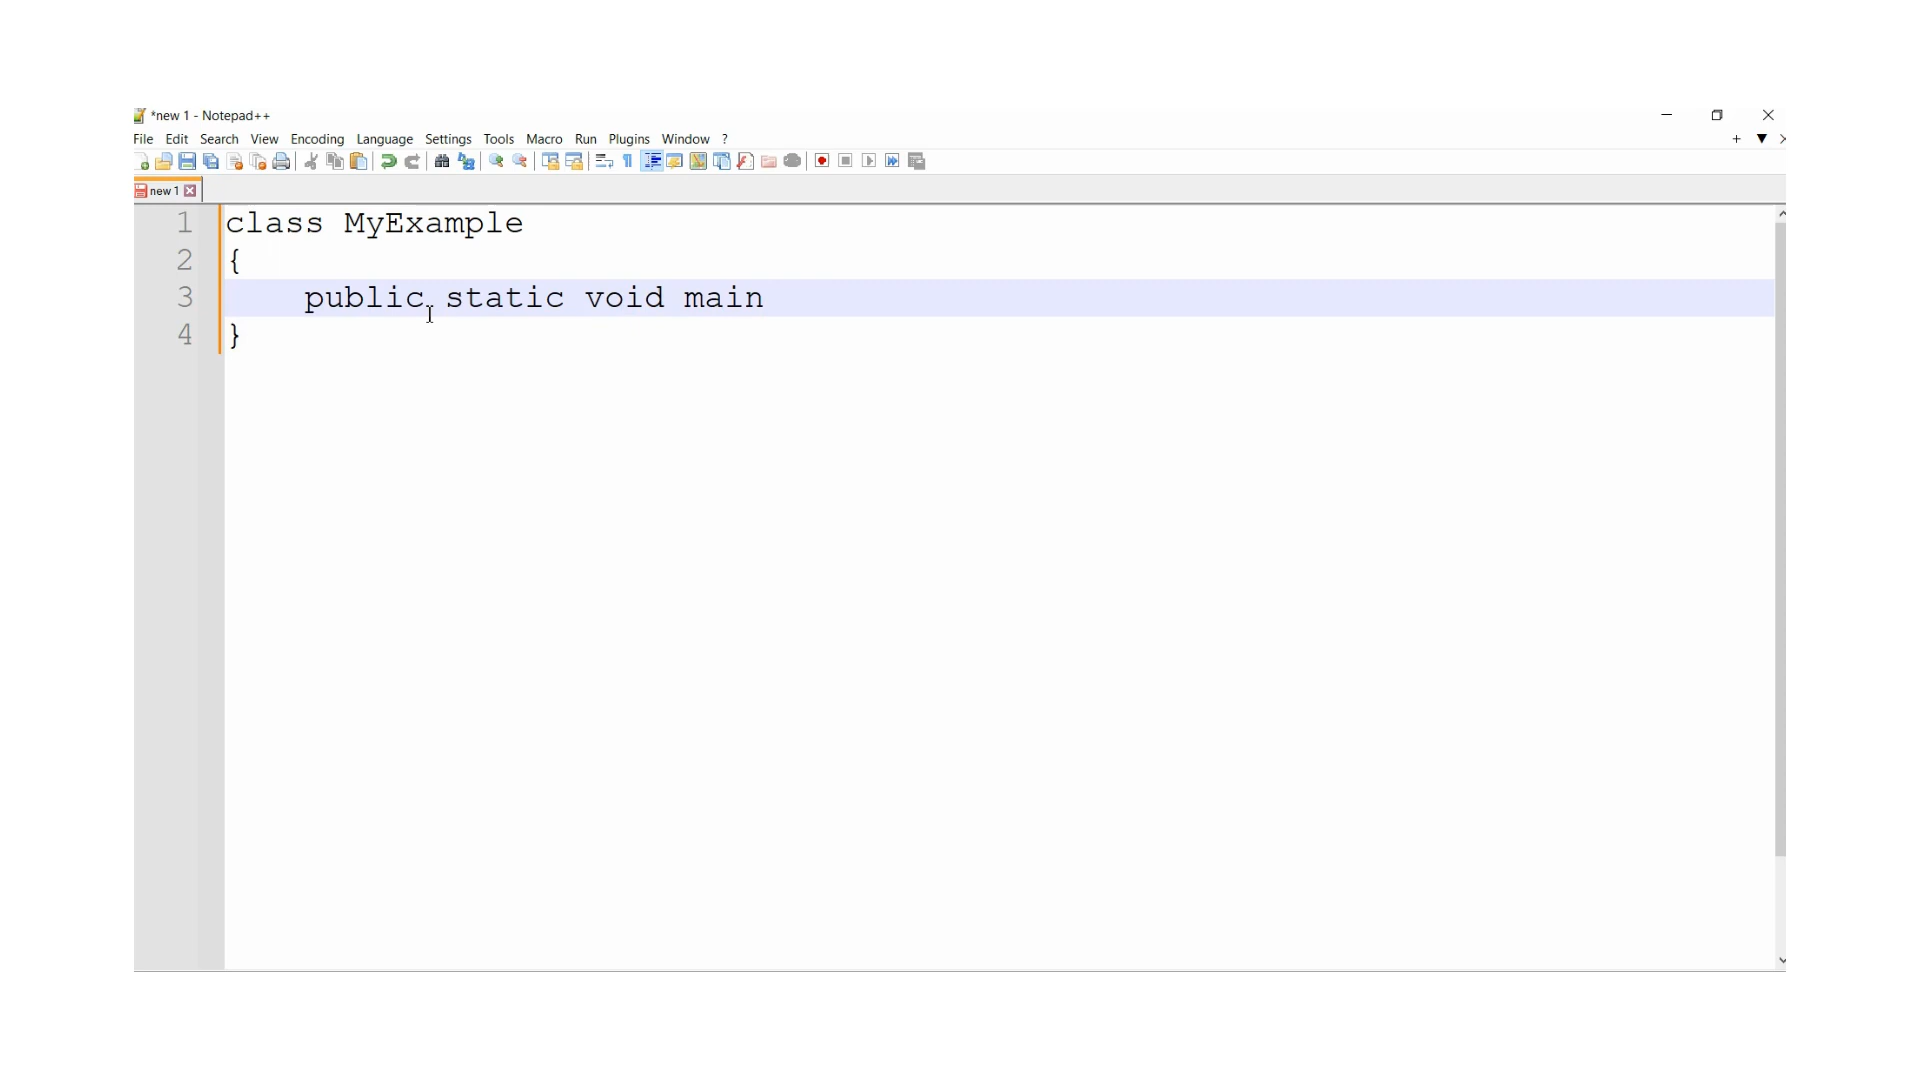 *new 1 - Notepad++
File Edit Search View Encoding Language Settings Tools Macro Run Plugins Window ?
new 1
1 class MyExample
2 {
3 public static void main
4 }